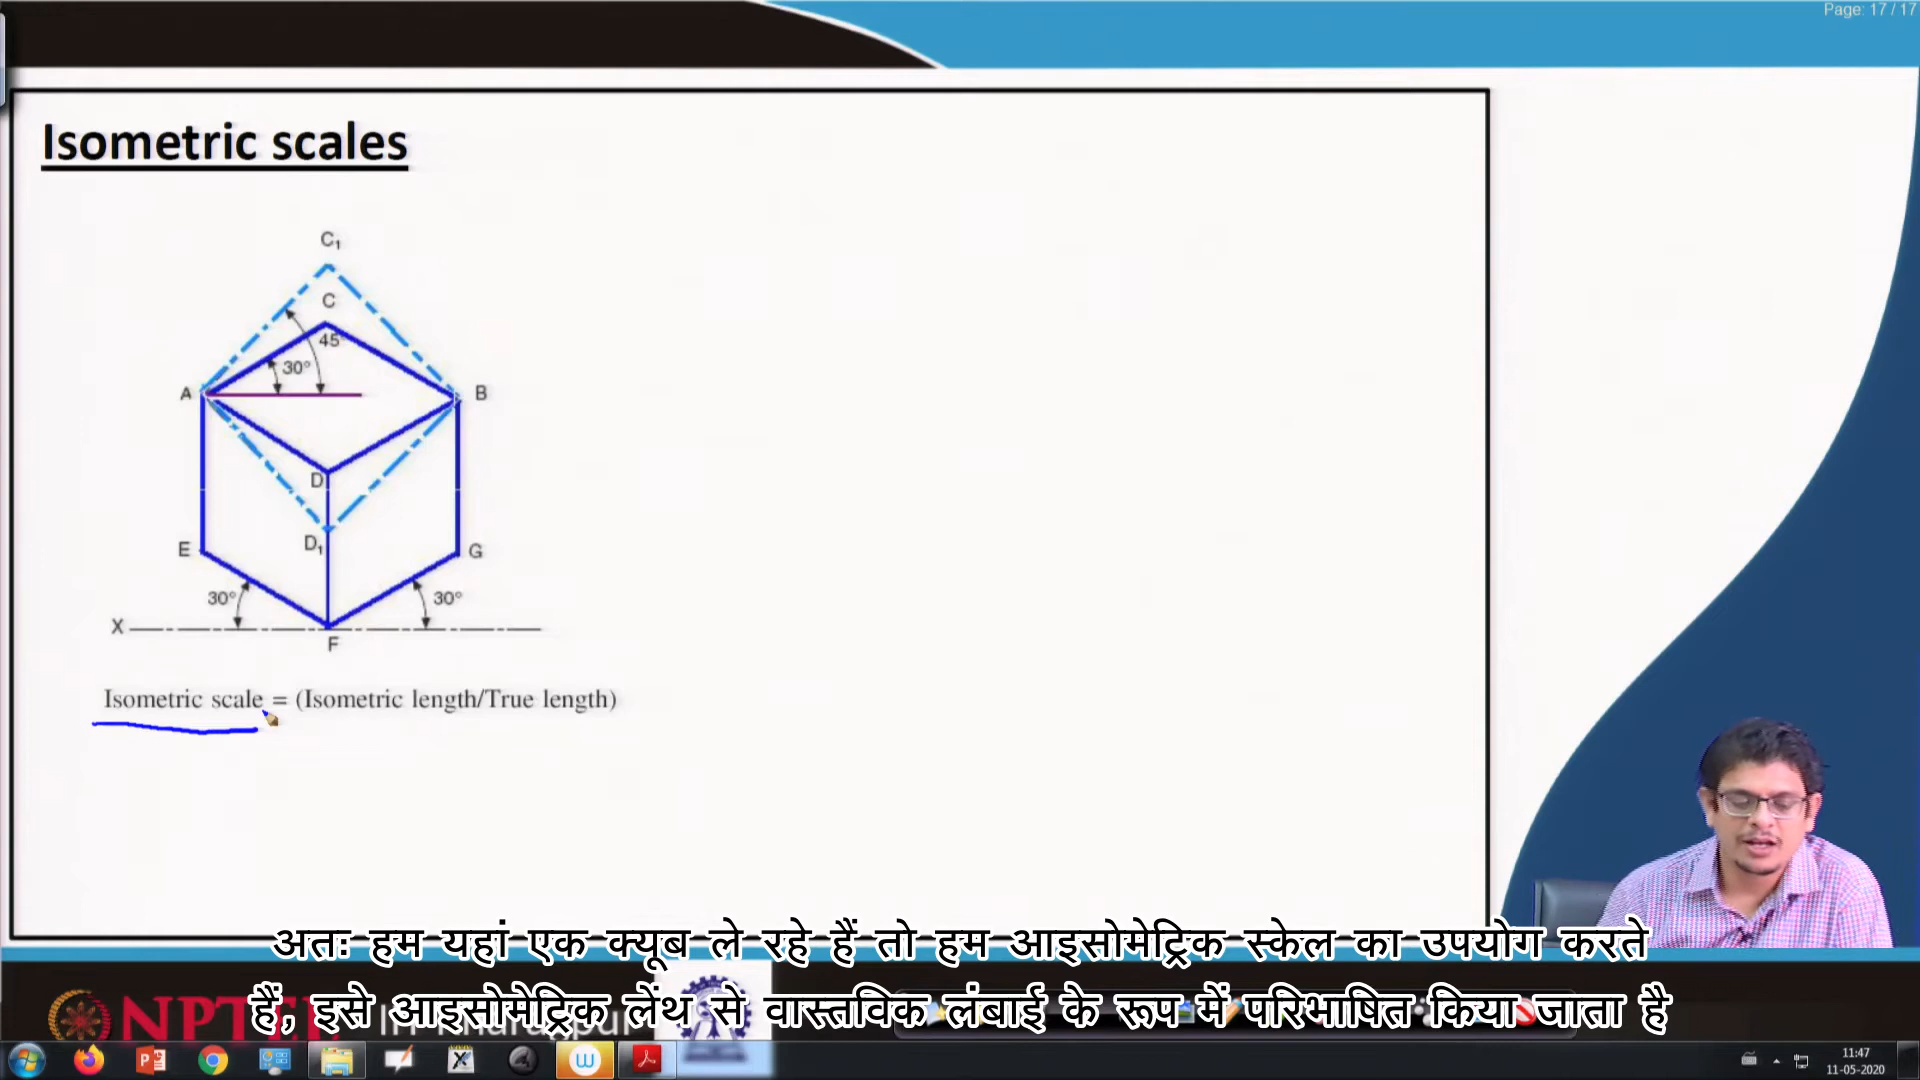 Page: 17 / 17
Isometric scales
C₁
C
45°
30°
A
B
D
D₁
E
G
30°
30°
X
F
Isometric scale = (Isometric length/True length)
अतः हम यहां एक क्यूब ले रहे हैं तो हम आइसोमेट्रिक स्केल का उपयोग करते
हैं, इसे आइसोमेट्रिक लेंथ से वास्तविक लंबाई के रूप में परिभाषित किया जाता है
NPTEL
11:47
11-05-2020